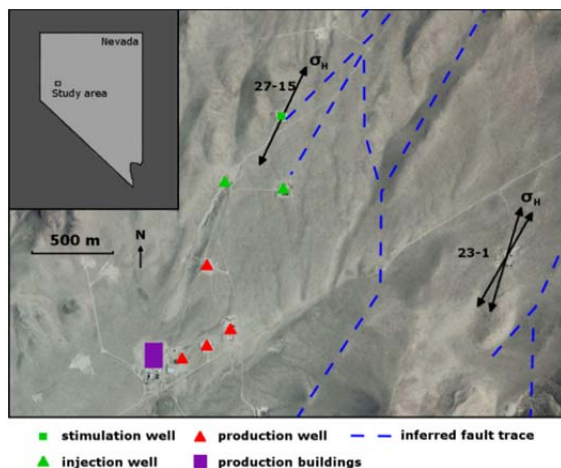 Nevada
Study area
σH
27-15
σH
23-1
500 m
N
stimulation well
production well
inferred fault trace
injection well
production buildings